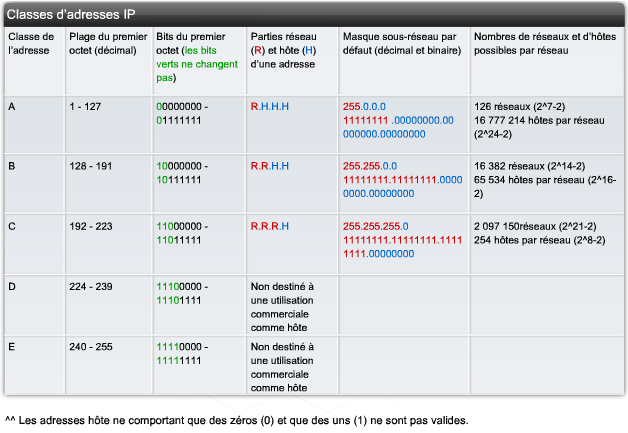 Classes d'adresses IP
Classe de l'adresse
Plage du premier octet (décimal)
Bits du premier octet (les bits verts ne changent pas)
Parties réseau (R) et hôte (H) d'une adresse
Masque sous-réseau par défaut (décimal et binaire)
Nombres de réseaux et d'hôtes possibles par réseau
A
1 - 127
00000000 -
01111111
R.H.H.H
255.0.0.0
11111111 .00000000.00
000000.00000000
126 réseaux (2^7-2)
16 777 214 hôtes par réseau
(2^24-2)
B
128 - 191
10000000 -
10111111
R.R.H.H
255.255.0.0
11111111.11111111.0000
0000.00000000
16 382 réseaux (2^14-2)
65 534 hôtes par réseau (2^16-
2)
C
192 - 223
11000000 -
11011111
R.R.R.H
255.255.255.0
11111111.11111111.1111
1111.00000000
2 097 150réseaux (2^21-2)
254 hôtes par réseau (2^8-2)
D
224 - 239
11100000 -
11101111
Non destiné à
une utilisation
commerciale
comme hôte
E
240 - 255
11110000 -
11111111
Non destiné à
une utilisation
commerciale
comme hôte
^^ Les adresses hôte ne comportant que des zéros (0) et que des uns (1) ne sont pas valides.